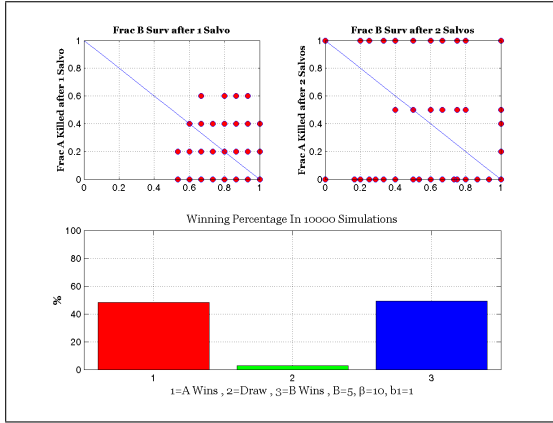 Frac B Surv after 1 Salvo
Frac A Killed after 1 Salvo
1
0.8
0.6
0.4
0.2
0
0 0.2 0.4 0.6 0.8 1
Frac B Surv after 2 Salvos
Frac A Killed after 2 Salvos
1
0.8
0.6
0.4
0.2
0
0 0.2 0.4 0.6 0.8 1
Winning Percentage In 10000 Simulations
%
100
80
60
40
20
0
1 2 3
1=A Wins , 2=Draw , 3=B Wins , B=5, β=10, b1=1